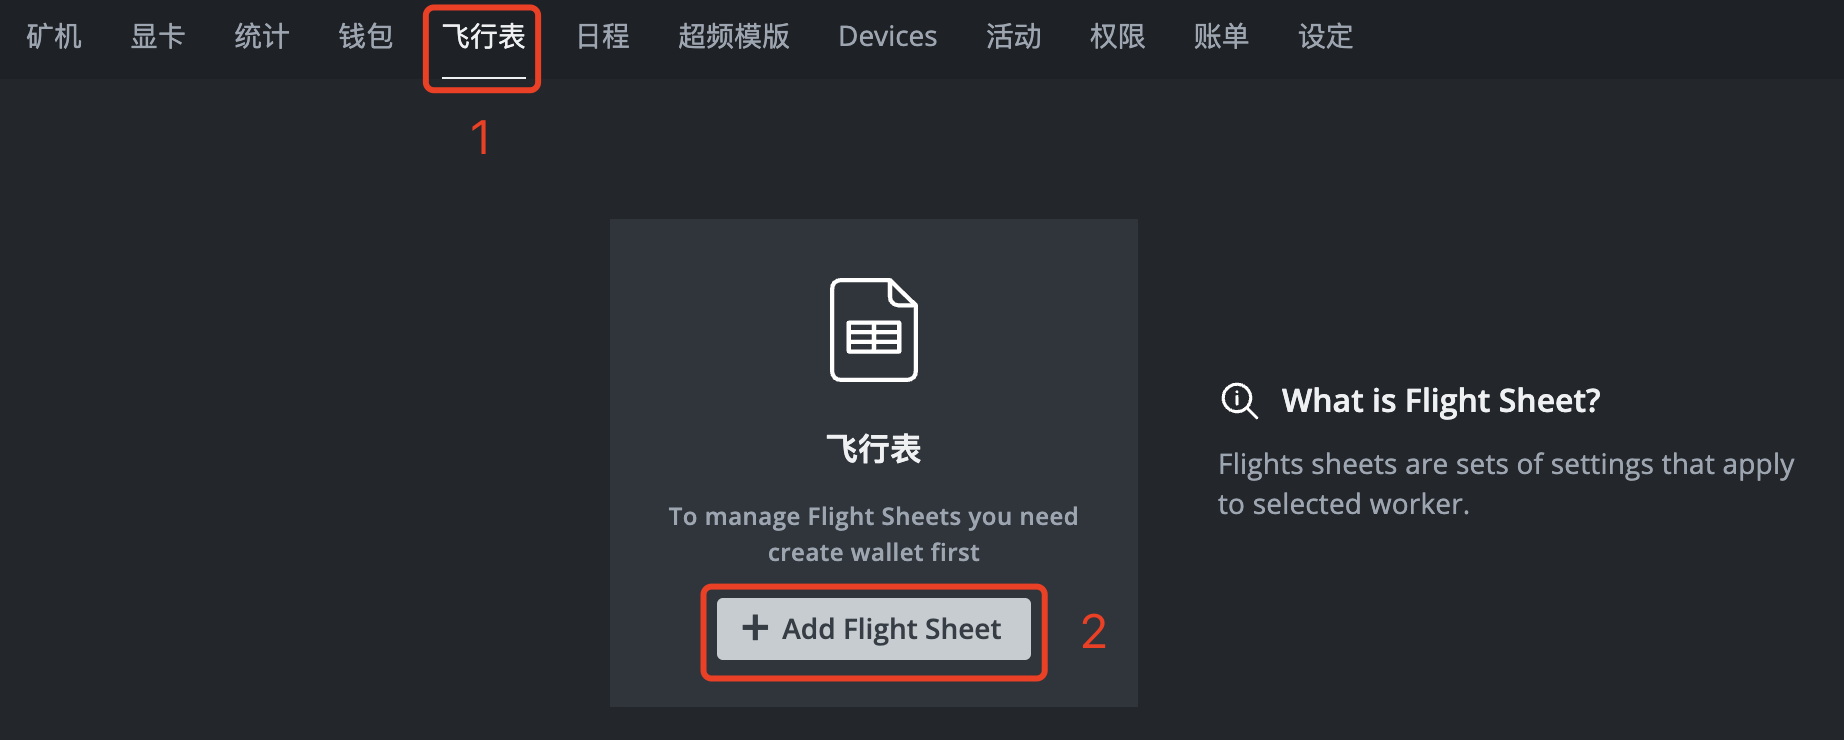 矿机 显卡 统计 钱包 飞行表 日程 超频模版 Devices 活动 权限 账单 设定
1
飞行表
To manage Flight Sheets you need
create wallet first
+ Add Flight Sheet
2
What is Flight Sheet?
Flights sheets are sets of settings that apply
to selected worker.